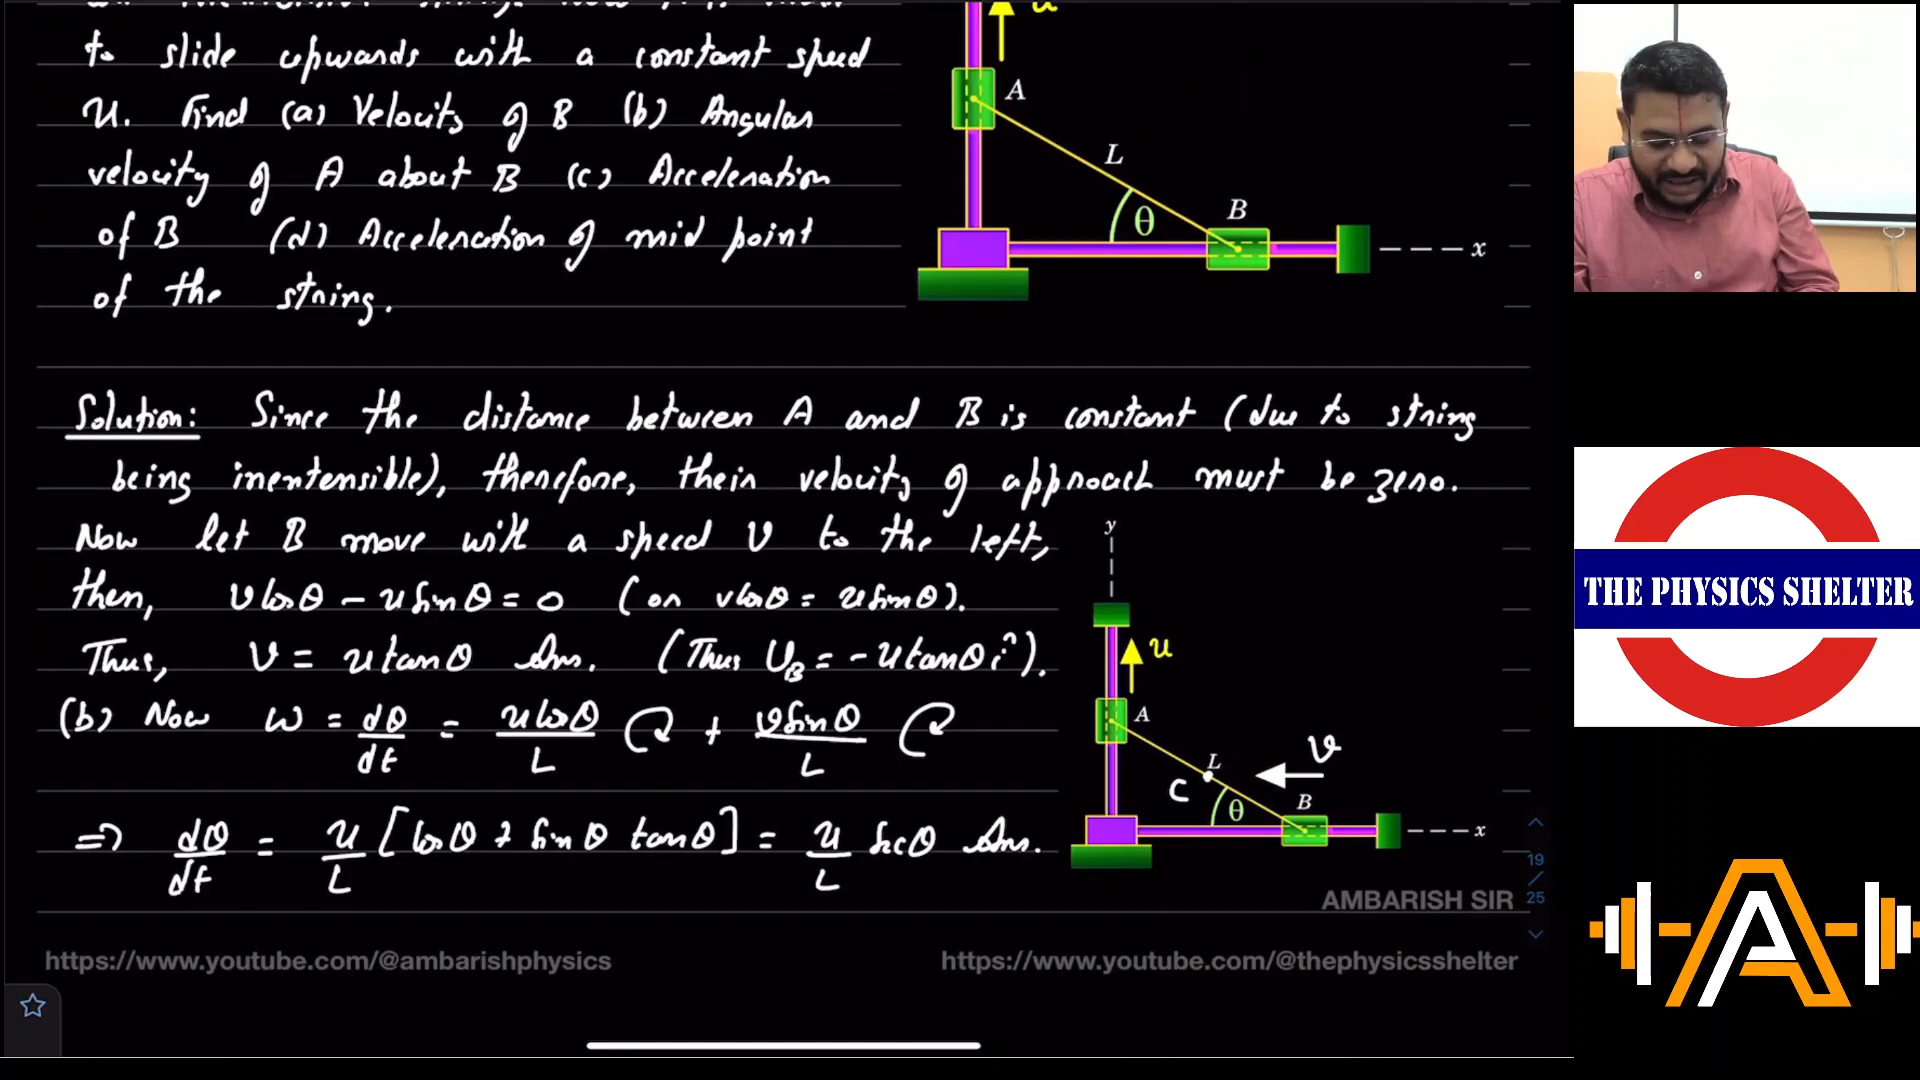 to slide upwards with a constant speed
u. Find (a) Velocity of B (b) Angular
velocity of A about B (c) Acceleration
of B (d) Acceleration of mid point
of the string.
u
A
L
B
θ
x
Solution: Since the distance between A and B is constant (due to string
being inextensible), therefore, their velocity of approach must be zero.
Now let B move with a speed v to the left,
then, v cosθ - u sinθ = 0 (or v cosθ = u sinθ).
Thus, v = u tanθ Ans. (Thus v_B = -u tanθ î).
(b) Now ω = dθ/dt = u cosθ/L ↻ + v sinθ/L ↻
⇒ dθ/dt = u/L [cosθ + sinθ tanθ] = u/L secθ Ans.
y
u
A
L
C
v
θ
B
x
19
/
25
AMBARISH SIR
https://www.youtube.com/@ambarishphysics
https://www.youtube.com/@thephysicsshelter
THE PHYSICS SHELTER